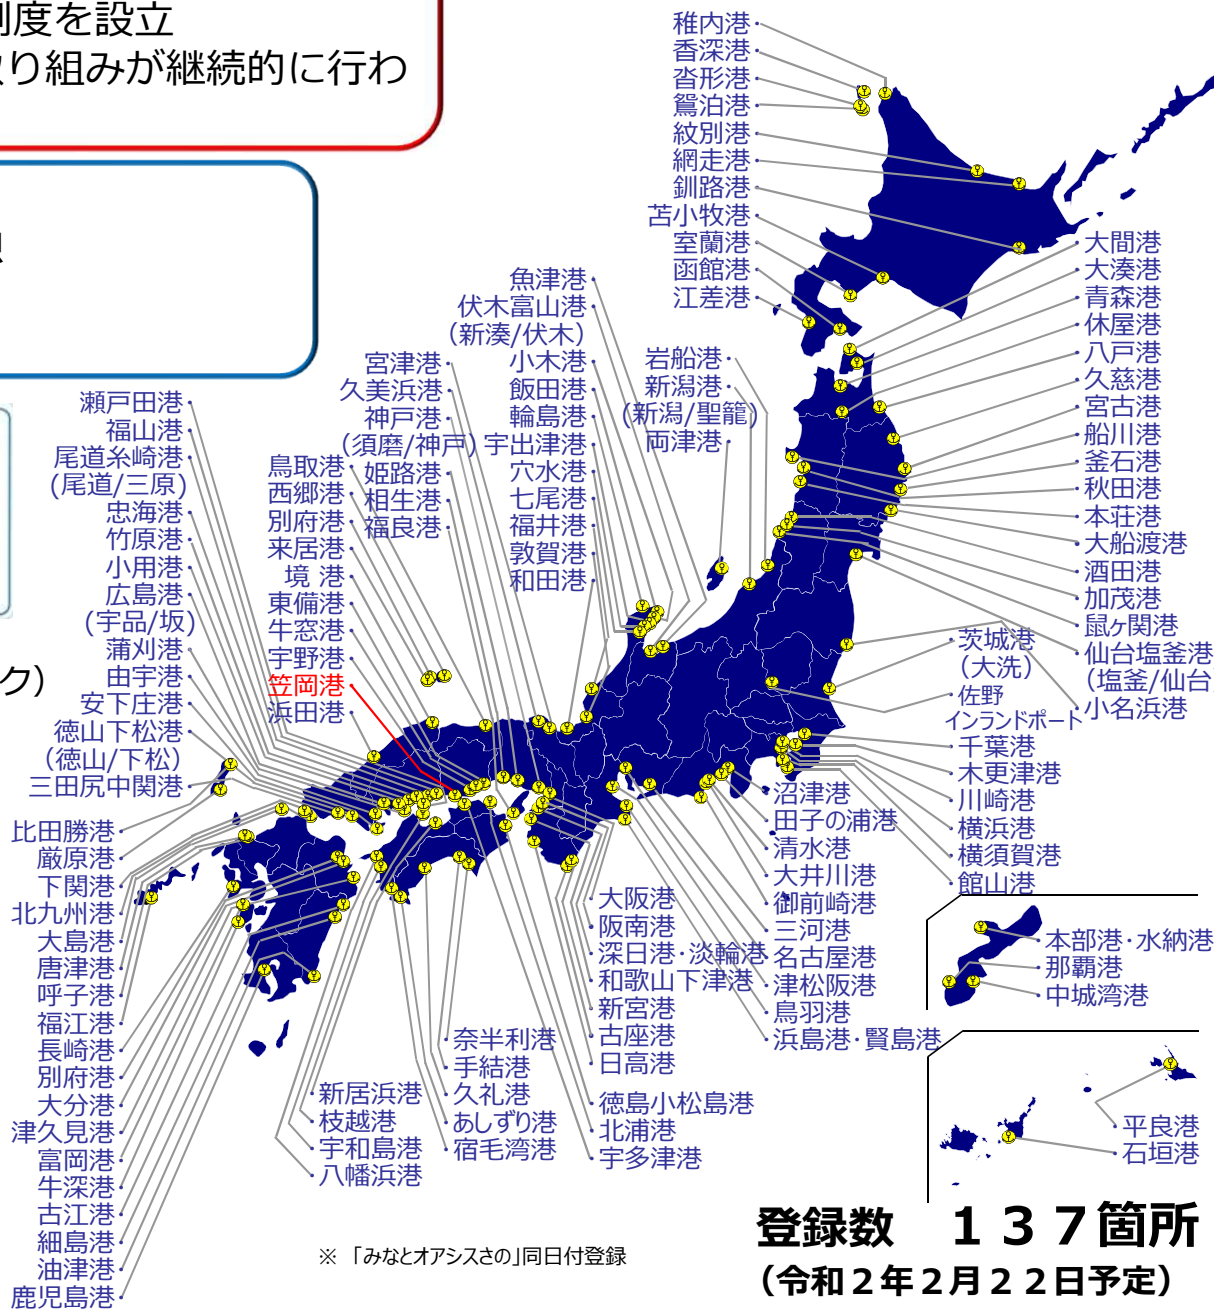 制度を設立
取り組みが継続的に行わ
ク)
稚内港
香深港
沓形港
鴛泊港
紋別港
網走港
釧路港
苫小牧港
室蘭港
函館港
江差港
大間港
大湊港
青森港
休屋港
八戸港
久慈港
宮古港
船川港
釜石港
秋田港
本荘港
大船渡港
酒田港
加茂港
鼠ヶ関港
仙台塩釜港
(塩釜/仙台
小名浜港
魚津港
伏木富山港
(新湊/伏木)
小木港
飯田港
輪島港
宇出津港
穴水港
七尾港
福井港
敦賀港
和田港
岩船港
新潟港
(新潟/聖籠)
両津港
宮津港
久美浜港
神戸港
(須磨/神戸)
姫路港
相生港
福良港
鳥取港
西郷港
別府港
来居港
境 港
東備港
牛窓港
宇野港
笠岡港
浜田港
瀬戸田港
福山港
尾道糸崎港
(尾道/三原)
忠海港
竹原港
小用港
広島港
(宇品/坂)
蒲刈港
由宇港
安下庄港
徳山下松港
(徳山/下松)
三田尻中関港
比田勝港
厳原港
下関港
北九州港
大島港
唐津港
呼子港
福江港
長崎港
別府港
大分港
津久見港
富岡港
牛深港
古江港
細島港
油津港
鹿児島港
茨城港
(大洗)
佐野
インランドポート
千葉港
木更津港
川崎港
横浜港
横須賀港
館山港
沼津港
田子の浦港
清水港
大井川港
御前崎港
三河港
名古屋港
津松阪港
鳥羽港
浜島港・賢島港
大阪港
阪南港
深日港・淡輪港
和歌山下津港
新宮港
古座港
日高港
徳島小松島港
北浦港
宇多津港
奈半利港
手結港
久礼港
あしずり港
宿毛湾港
新居浜港
枝越港
宇和島港
八幡浜港
本部港・水納港
那覇港
中城湾港
平良港
石垣港
※ 「みなとオアシスさの」同日付登録
登録数 137箇所
(令和2年2月22日予定)